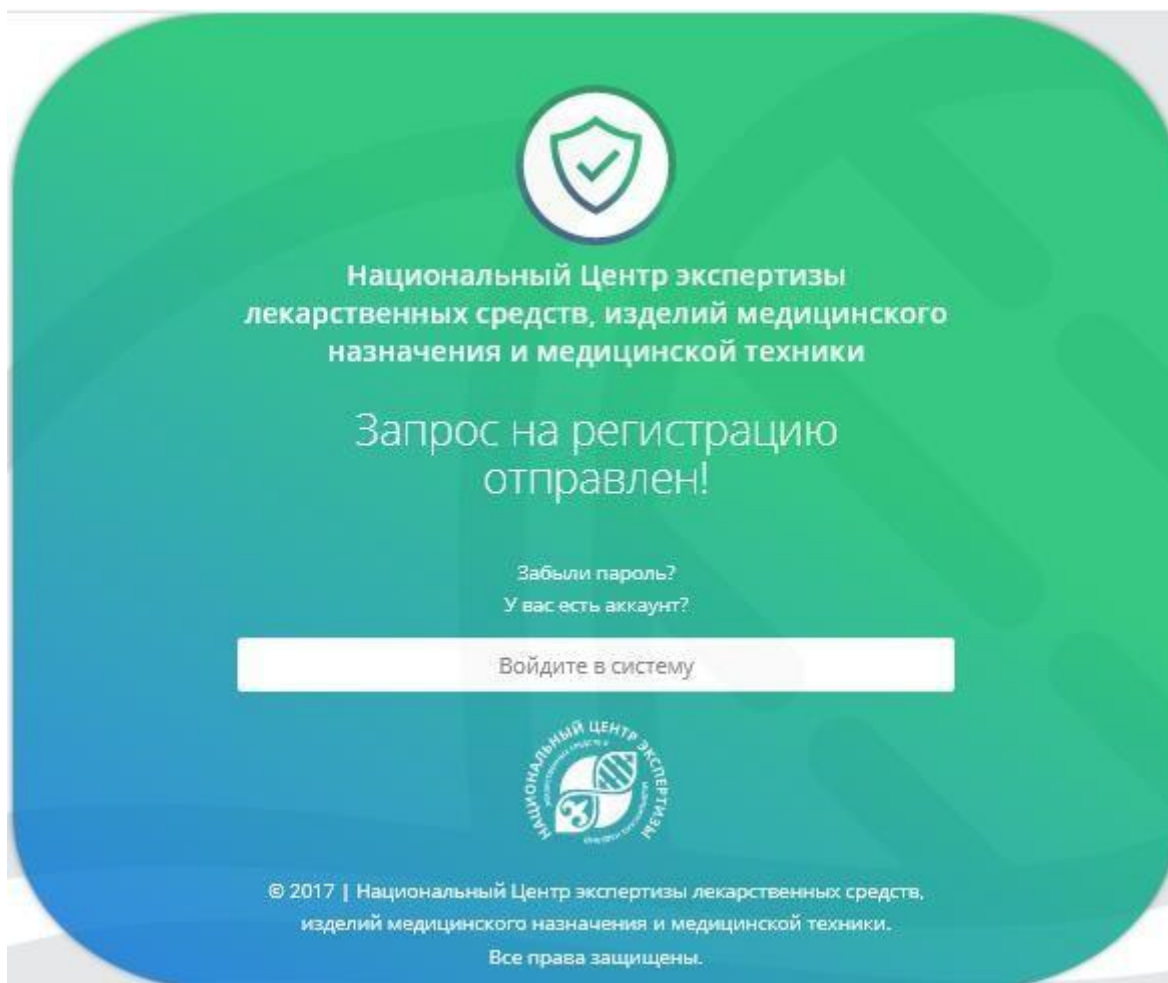 Национальный Центр экспертизы
лекарственных средств, изделий медицинского
назначения и медицинской техники
Запрос на регистрацию
отправлен!
Забыли пароль?
У вас есть аккаунт?
Войдите в систему
НАЦИОНАЛЬНЫЙ ЦЕНТР ЭКСПЕРТИЗЫ
© 2017 | Национальный Центр экспертизы лекарственных средств,
изделий медицинского назначения и медицинской техники.
Все права защищены.